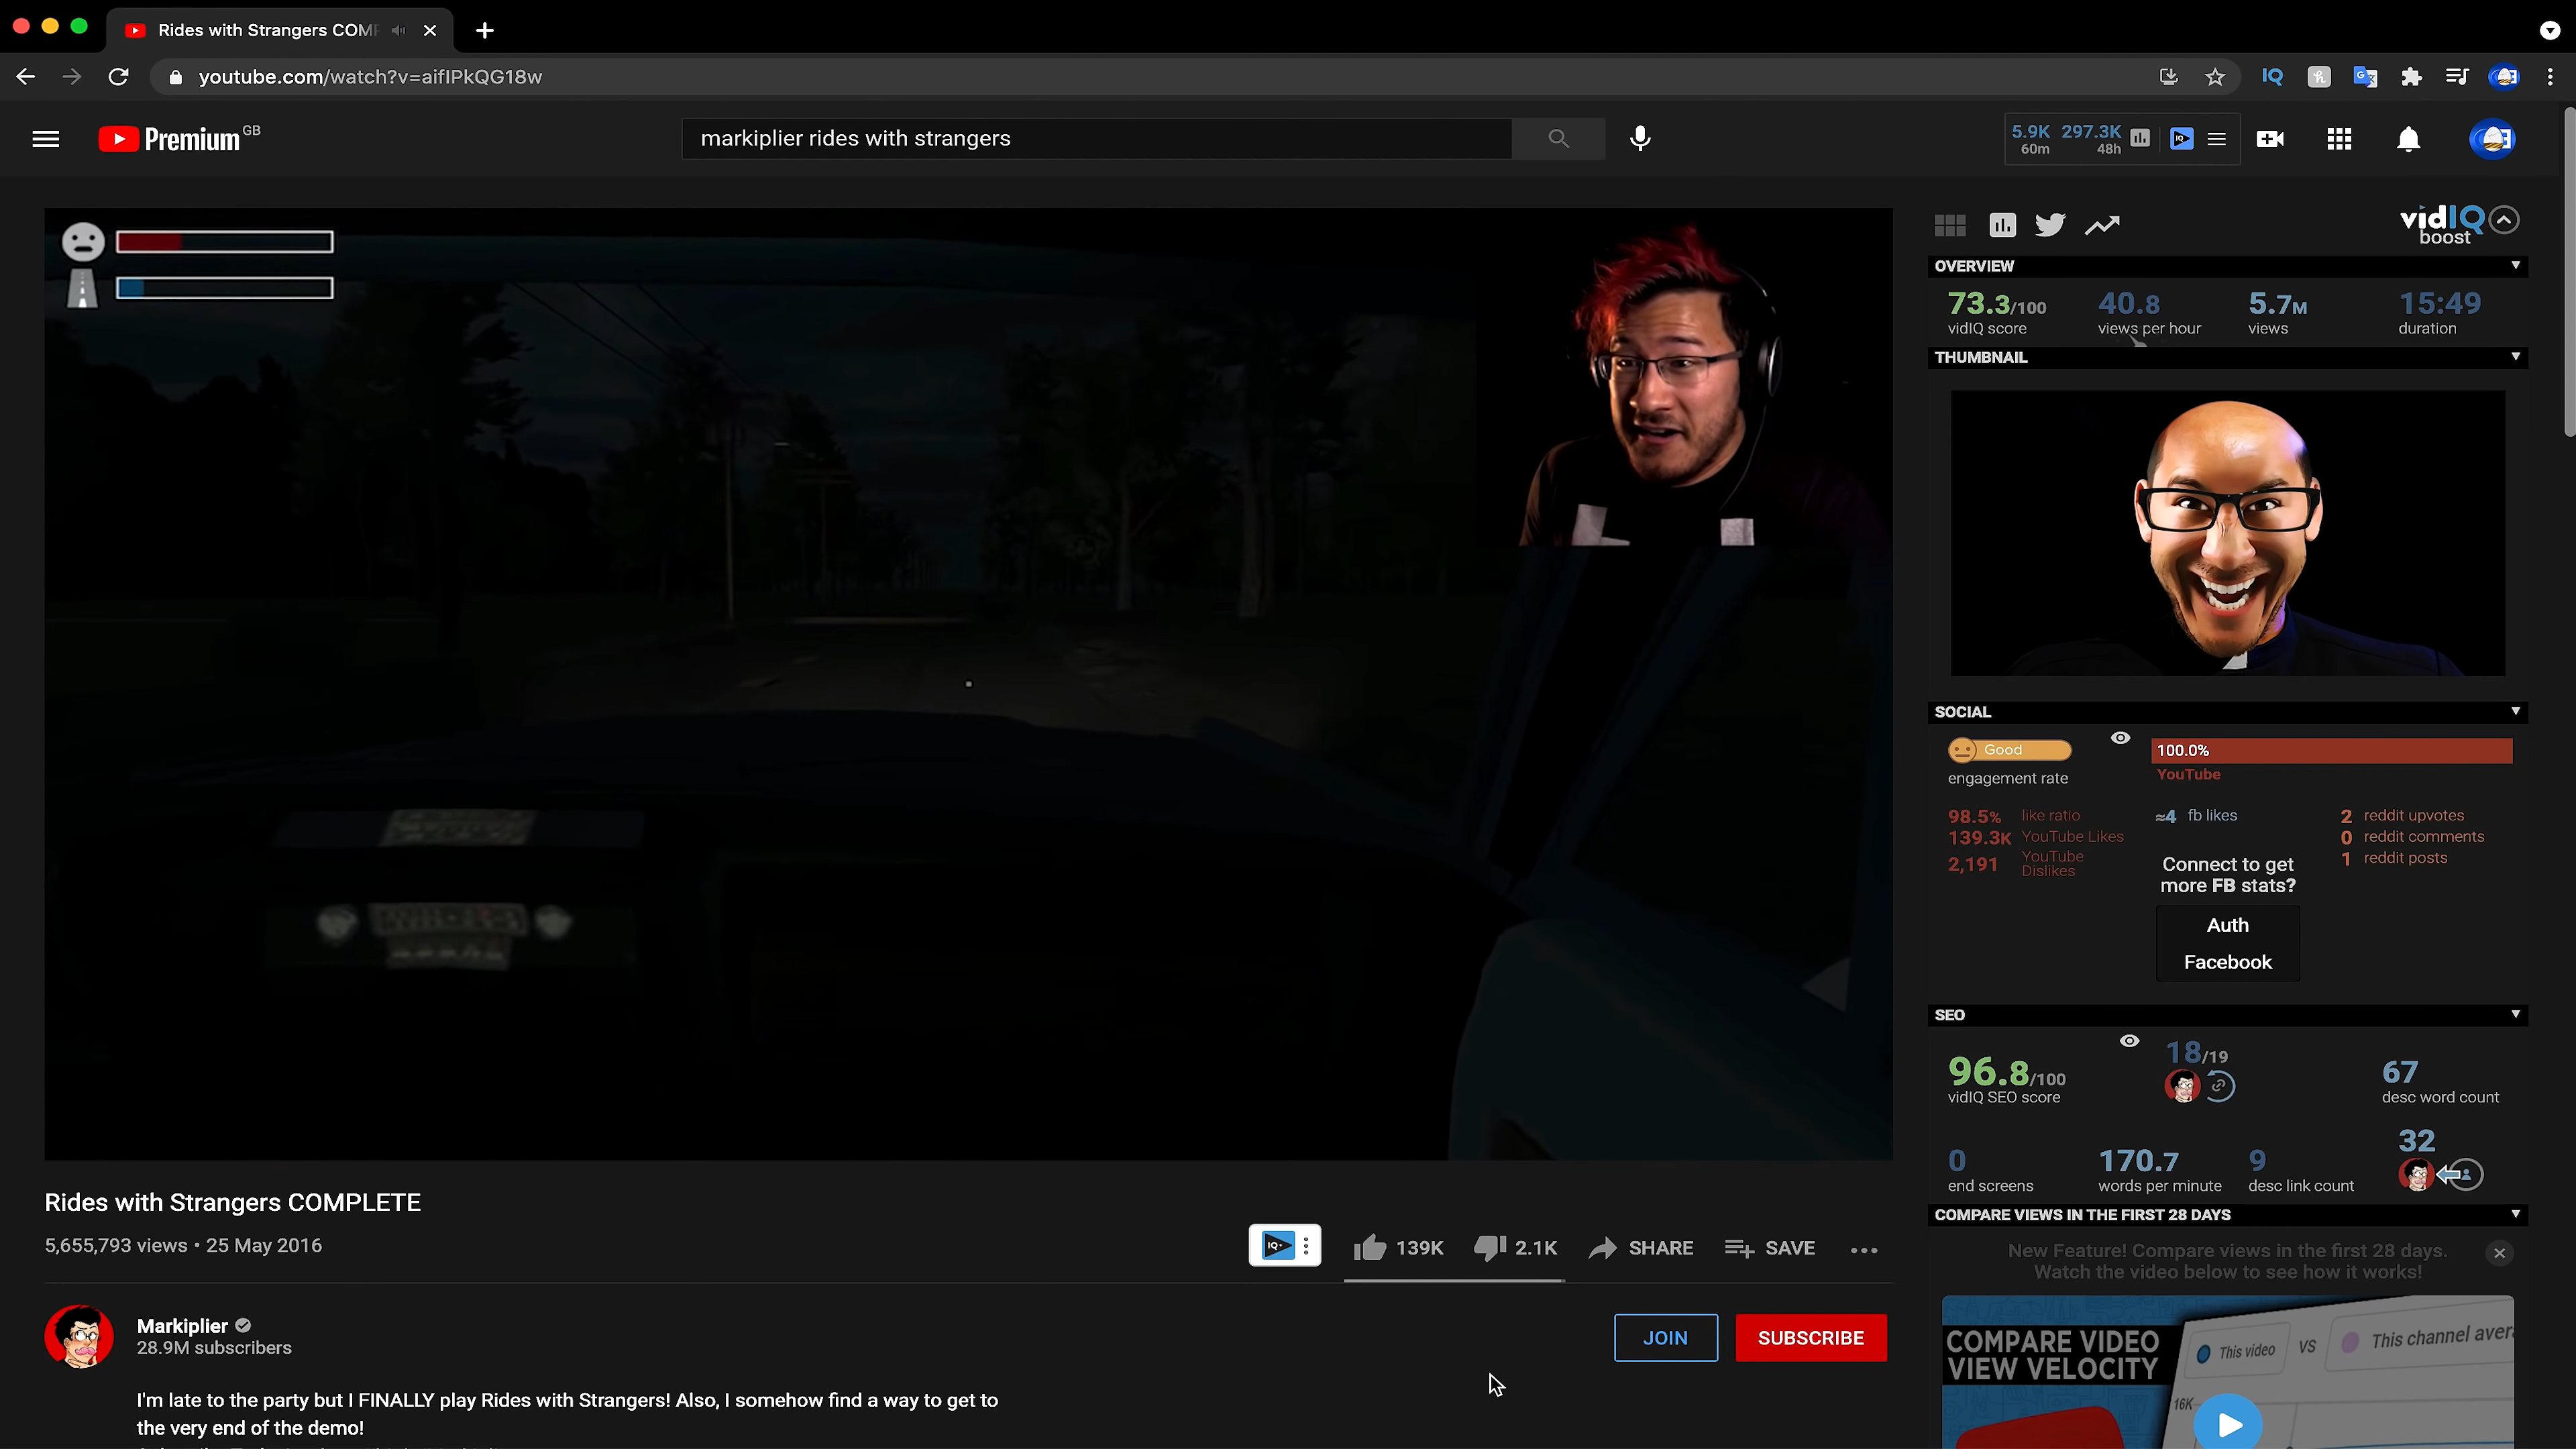 Rides with Strangers COMP
youtube.com/watch?v=aifIPkQG18w
IQ
Premium GB
markiplier rides with strangers
5.9K 297.3K
60m 48h
vidIQ
boost
OVERVIEW
73.3/100 40.8 5.7M 15:49
vidIQ score views per hour views duration
THUMBNAIL
SOCIAL
Good
engagement rate
100.0%
YouTube
98.5% like ratio
139.3K YouTube Likes
2,191 YouTube Dislikes
≈4 fb likes
2 reddit upvotes
0 reddit comments
1 reddit posts
Connect to get
more FB stats?
Auth
Facebook
SEO
96.8/100 18/19 67
vidIQ SEO score desc word count
0 170.7 9 32
end screens words per minute desc link count
COMPARE VIEWS IN THE FIRST 28 DAYS
New Feature! Compare views in the first 28 days.
Watch the video below to see how it works!
COMPARE VIDEO
VIEW VELOCITY
This video VS This channel avera
16K
Rides with Strangers COMPLETE
5,655,793 views • 25 May 2016
IQ 139K 2.1K SHARE SAVE
Markiplier
28.9M subscribers
JOIN SUBSCRIBE
I'm late to the party but I FINALLY play Rides with Strangers! Also, I somehow find a way to get to
the very end of the demo!